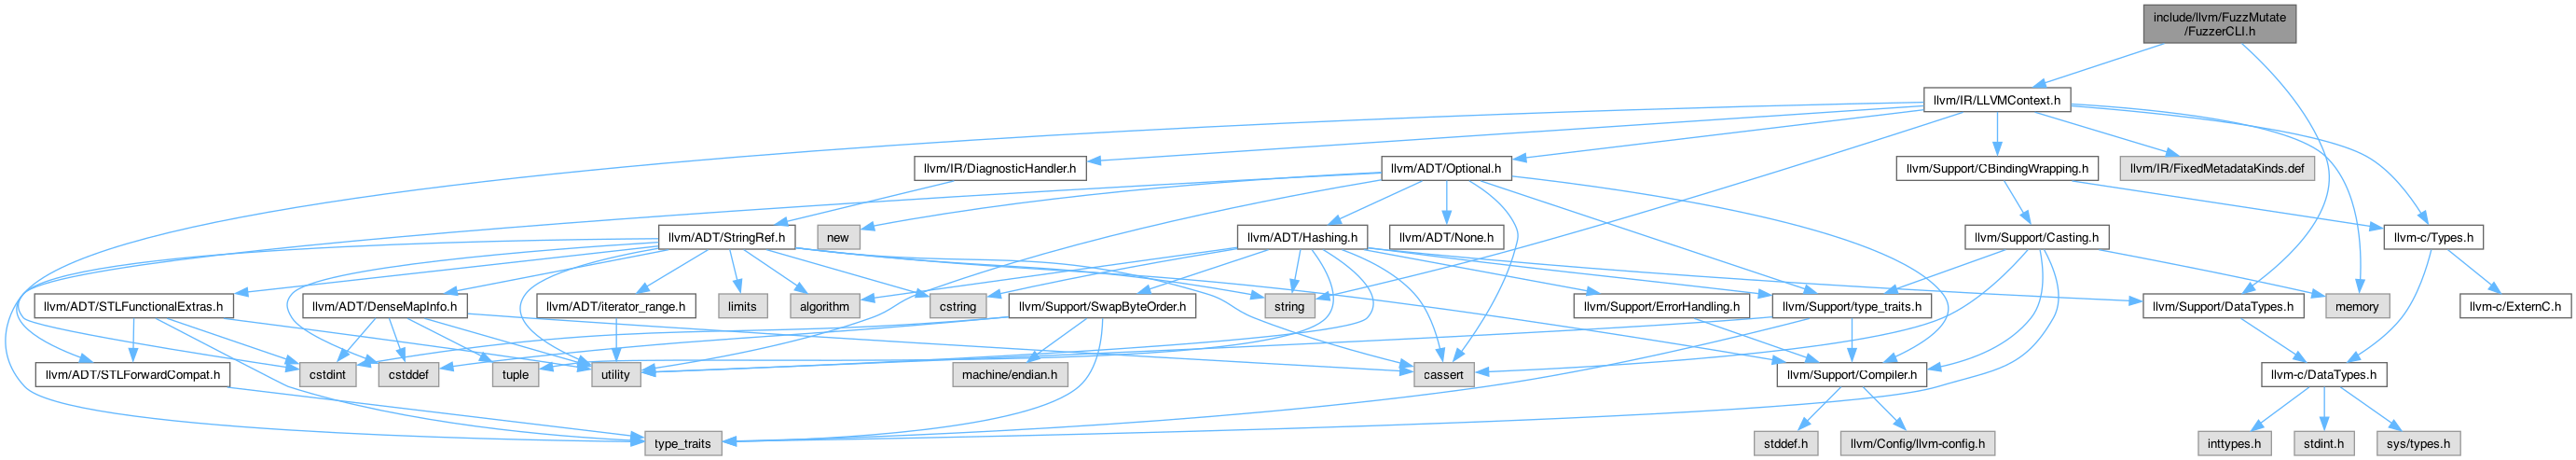 include/llvm/FuzzMutate
/FuzzerCLI.h
llvm/IR/LLVMContext.h
llvm/IR/DiagnosticHandler.h
llvm/ADT/Optional.h
llvm/Support/CBindingWrapping.h
llvm/IR/FixedMetadataKinds.def
llvm/ADT/StringRef.h
new
llvm/ADT/Hashing.h
llvm/ADT/None.h
llvm/Support/Casting.h
llvm-c/Types.h
llvm/ADT/STLFunctionalExtras.h
llvm/ADT/DenseMapInfo.h
llvm/ADT/iterator_range.h
limits
algorithm
cstring
llvm/Support/SwapByteOrder.h
string
llvm/Support/ErrorHandling.h
llvm/Support/type_traits.h
llvm/Support/DataTypes.h
memory
llvm-c/ExternC.h
llvm/ADT/STLForwardCompat.h
cstdint
cstddef
tuple
utility
machine/endian.h
cassert
llvm/Support/Compiler.h
llvm-c/DataTypes.h
type_traits
stddef.h
llvm/Config/llvm-config.h
inttypes.h
stdint.h
sys/types.h